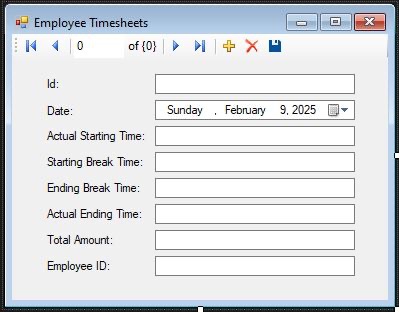 Employee Timesheets
0 of {0}
Id:
Date: Sunday , February 9, 2025
Actual Starting Time:
Starting Break Time:
Ending Break Time:
Actual Ending Time:
Total Amount:
Employee ID: